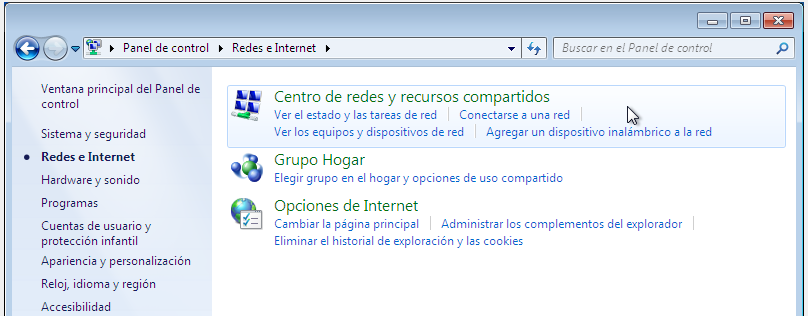 Panel de control
Redes e Internet
Buscar en el Panel de control
Ventana principal del Panel de
control
Sistema y seguridad
Redes e Internet
Hardware y sonido
Programas
Cuentas de usuario y
protección infantil
Apariencia y personalización
Reloj, idioma y región
Accesibilidad
Centro de redes y recursos compartidos
Ver el estado y las tareas de red
Conectarse a una red
Ver los equipos y dispositivos de red
Agregar un dispositivo inalámbrico a la red
Grupo Hogar
Elegir grupo en el hogar y opciones de uso compartido
Opciones de Internet
Cambiar la página principal
Administrar los complementos del explorador
Eliminar el historial de exploración y las cookies